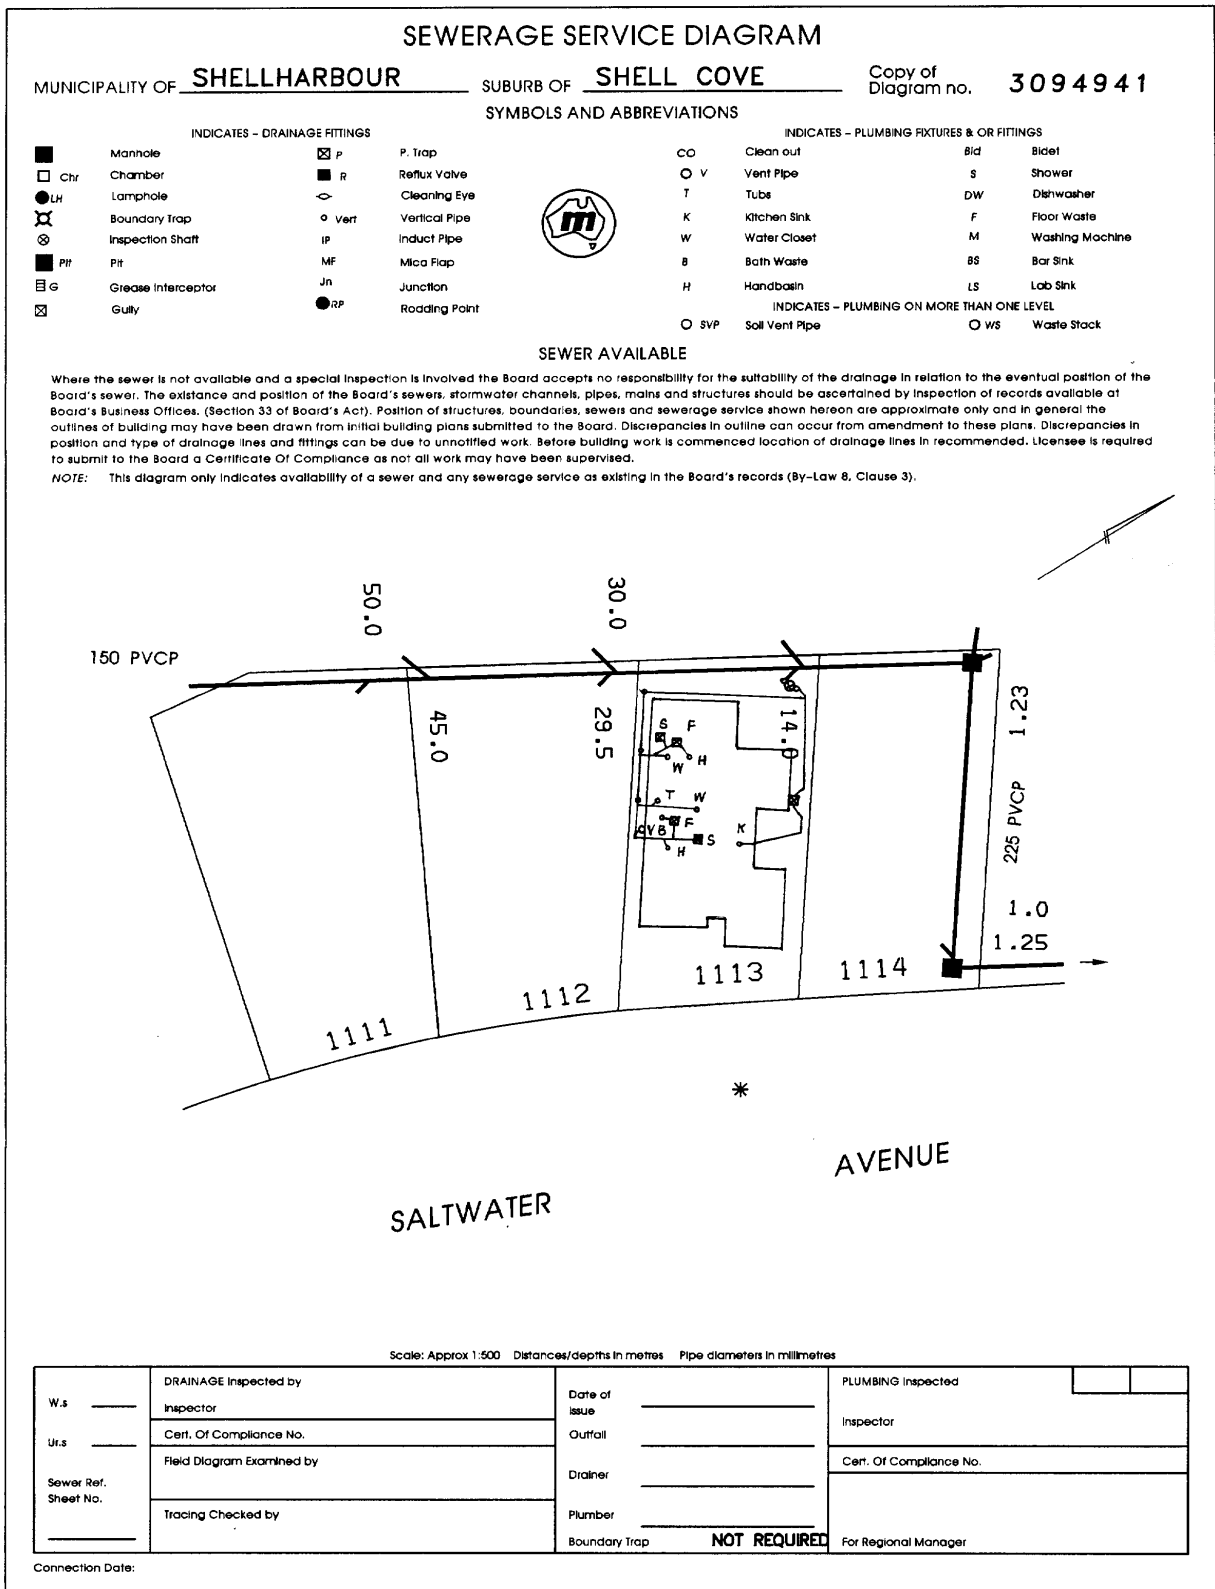 SEWERAGE SERVICE DIAGRAM
MUNICIPALITY OF SHELLHARBOUR SUBURB OF SHELL COVE Copy of Diagram no. 3094941
SYMBOLS AND ABBREVIATIONS
INDICATES - DRAINAGE FITTINGS
Manhole
Chr Chamber
LH Lamphole
Boundary Trap
Inspection Shaft
Pit Pit
G Grease Interceptor
Gully
P P. Trap
R Reflux Valve
Cleaning Eye
Vert Vertical Pipe
IP Induct Pipe
MF Mica Flap
Jn Junction
RP Rodding Point
m
INDICATES - PLUMBING FIXTURES & OR FITTINGS
CO Clean out
V Vent Pipe
T Tubs
K Kitchen Sink
W Water Closet
B Bath Waste
H Handbasin
Bid Bidet
S Shower
DW Dishwasher
F Floor Waste
M Washing Machine
BS Bar Sink
LS Lab Sink
INDICATES - PLUMBING ON MORE THAN ONE LEVEL
SVP Soil Vent Pipe
WS Waste Stack
SEWER AVAILABLE
Where the sewer is not available and a special inspection is involved the Board accepts no responsibility for the suitability of the drainage in relation to the eventual position of the
Board's sewer. The existance and position of the Board's sewers, stormwater channels, pipes, mains and structures should be ascertained by inspection of records available at
Board's Business Offices. (Section 33 of Board's Act). Position of structures, boundaries, sewers and sewerage service shown hereon are approximate only and in general the
outlines of building may have been drawn from initial building plans submitted to the Board. Discrepancies in outline can occur from amendment to these plans. Discrepancies in
position and type of drainage lines and fittings can be due to unnotified work. Before building work is commenced location of drainage lines in recommended. Licensee is required
to submit to the Board a Certificate Of Compliance as not all work may have been supervised.
NOTE: This diagram only indicates availability of a sewer and any sewerage service as existing in the Board's records (By-Law 8, Clause 3).
50.0
30.0
150 PVCP
45.0
29.5
14.0
1.23
225 PVCP
1.0
1.25
S F
W H
T W
V B F
S
H
K
1111
1112
1113
1114
*
SALTWATER AVENUE
Scale: Approx 1:500 Distances/depths in metres Pipe diameters in millimetres
W.s
Ur.s
Sewer Ref.
Sheet No.
DRAINAGE Inspected by
Inspector
Cert. Of Compliance No.
Field Diagram Examined by
Tracing Checked by
Date of
Issue
Outfall
Drainer
Plumber
Boundary Trap NOT REQUIRED
PLUMBING Inspected
Inspector
Cert. Of Compliance No.
For Regional Manager
Connection Date: